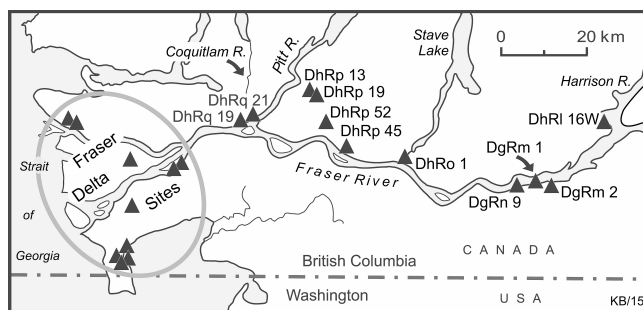 0 20 km
Coquitlam R.
Pitt R.
Stave
Lake
Harrison R.
DhRp 13
DhRp 19
DhRq 21
DhRq 19
DhRp 52
DhRp 45
DhRl 16W
DgRm 1
DhRo 1
Fraser River
DgRn 9
DgRm 2
Fraser
Delta
Sites
Strait
of
Georgia
CANADA
British Columbia
Washington
USA
KB/15